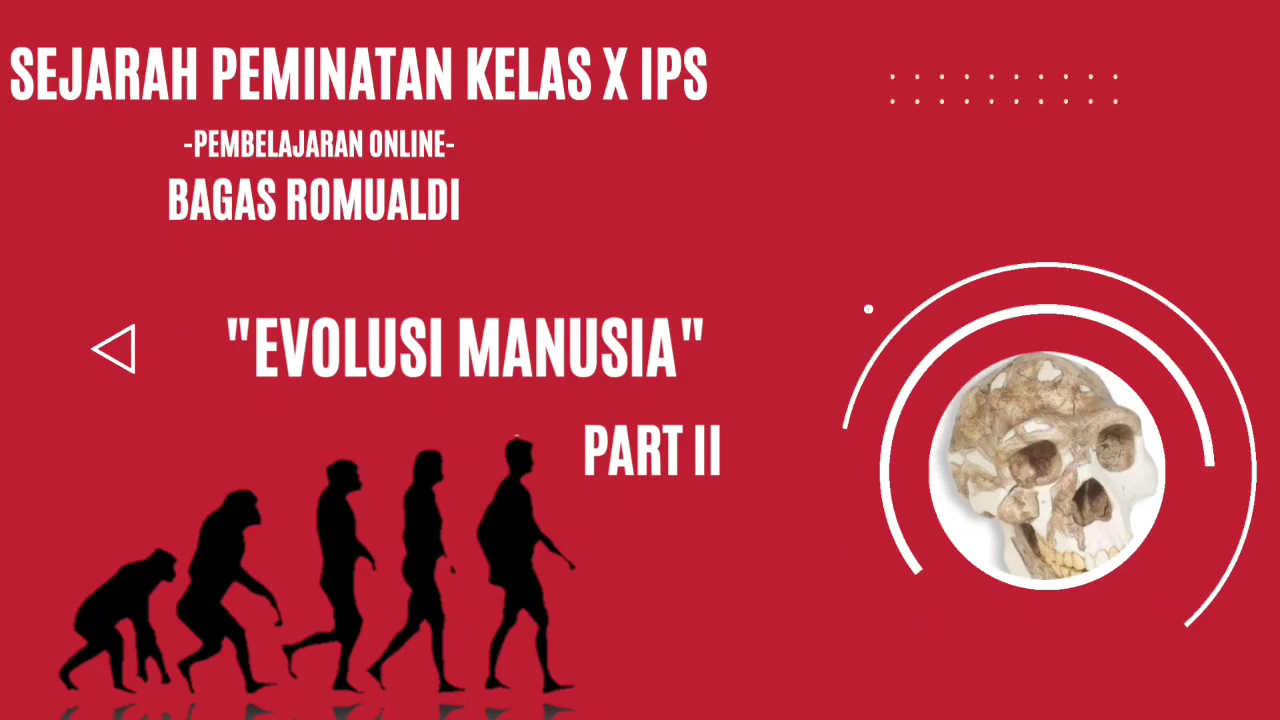 SEJARAH PEMINATAN KELAS X IPS
-PEMBELAJARAN ONLINE-
BAGAS ROMUALDI
"EVOLUSI MANUSIA"
PART II